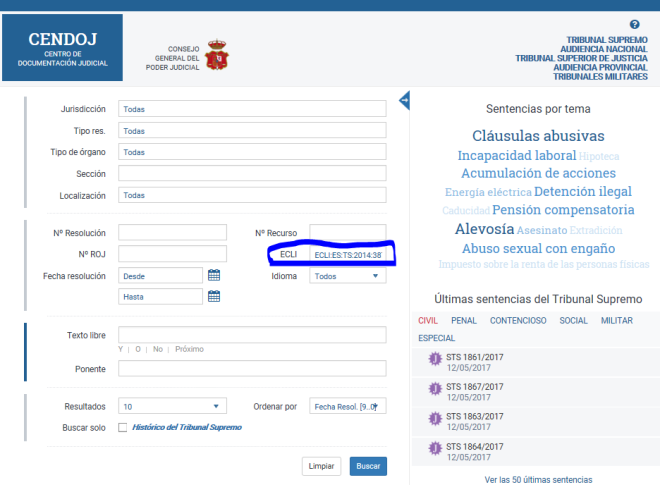 CENDOJ
CENTRO DE
DOCUMENTACIÓN JUDICIAL
CONSEJO
GENERAL DEL
PODER JUDICIAL
TRIBUNAL SUPREMO
AUDIENCIA NACIONAL
TRIBUNAL SUPERIOR DE JUSTICIA
AUDIENCIA PROVINCIAL
TRIBUNALES MILITARES
Jurisdicción Todas
Tipo res. Todas
Tipo de órgano Todas
Sección
Localización Todas
Nº Resolución Nº Recurso
Nº ROJ ECLI ECLI:ES:TS:2014:38
Fecha resolución Desde Idioma Todos
Hasta
Texto libre
Y | O | No | Próximo
Ponente
Resultados 10 Ordenar por Fecha Resol. [9..0]
Buscar solo Histórico del Tribunal Supremo
Limpiar Buscar
Sentencias por tema
Cláusulas abusivas
Incapacidad laboral Hipoteca
Acumulación de acciones
Energía eléctrica Detención ilegal
Caducidad Pensión compensatoria
Alevosía Asesinato Extradición
Abuso sexual con engaño
Impuesto sobre la renta de las personas físicas
Últimas sentencias del Tribunal Supremo
CIVIL PENAL CONTENCIOSO SOCIAL MILITAR
ESPECIAL
J STS 1861/2017
12/05/2017
J STS 1867/2017
12/05/2017
J STS 1863/2017
12/05/2017
J STS 1864/2017
12/05/2017
Ver las 50 últimas sentencias